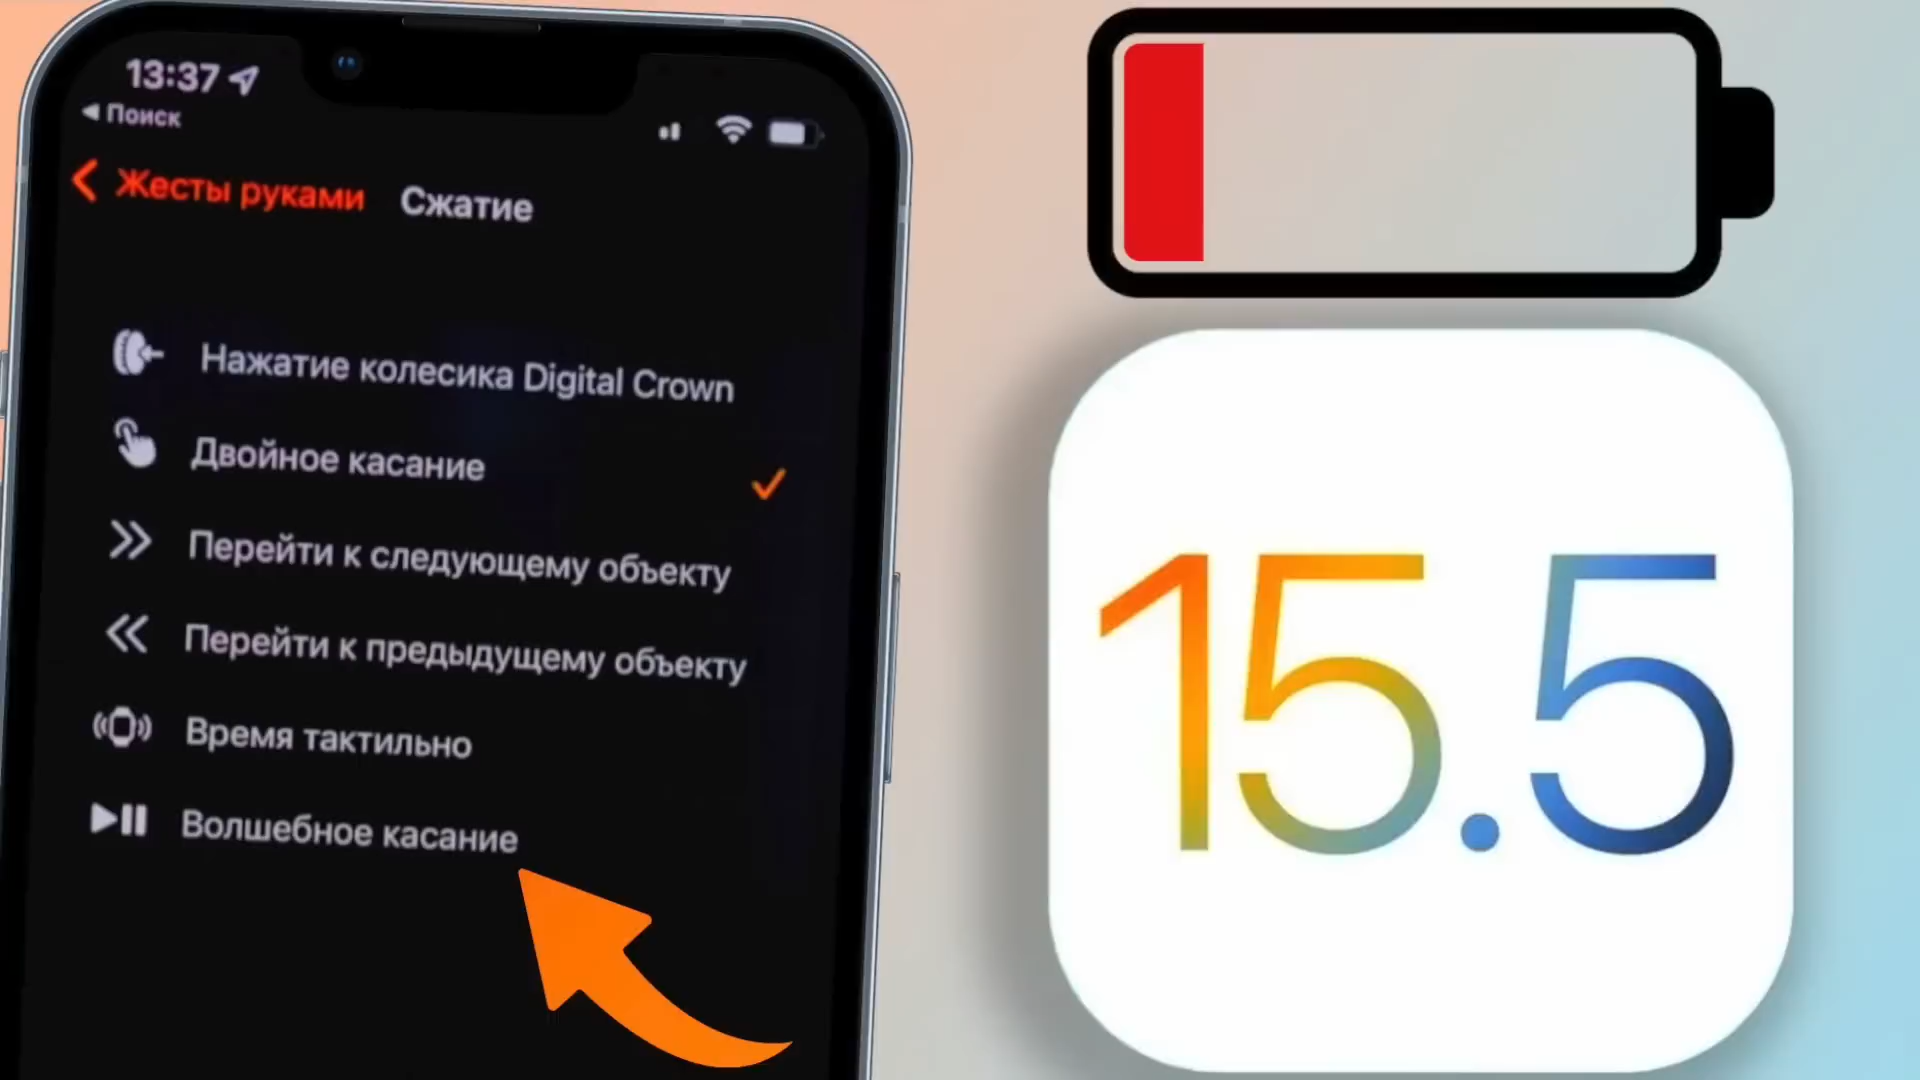 13:37
Поиск
Жесты руками Сжатие
Нажатие колесика Digital Crown
Двойное касание
Перейти к следующему объекту
Перейти к предыдущему объекту
Время тактильно
Волшебное касание
15.5